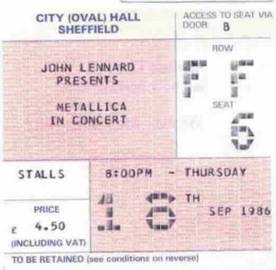 CITY (OVAL) HALL
SHEFFIELD
ACCESS TO SEAT VIA
DOOR B
JOHN LENNARD
PRESENTS
METALLICA
IN CONCERT
ROW
FF
SEAT
6
STALLS
8:00PM - THURSDAY
PRICE
£ 4.50
(INCLUDING VAT)
18 TH
SEP 1986
TO BE RETAINED (see conditions on reverse)